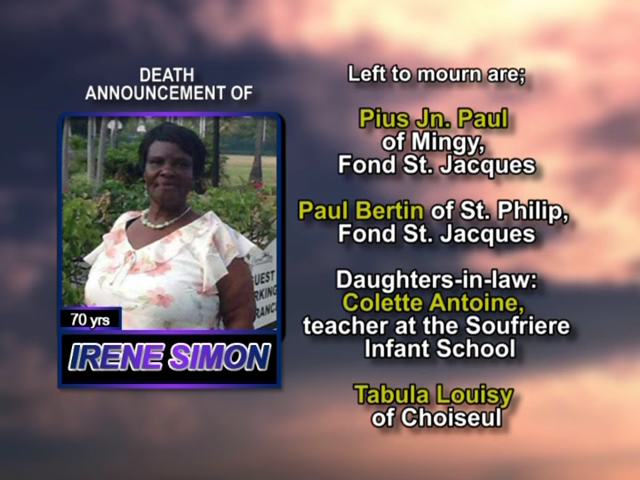 DEATH
ANNOUNCEMENT OF
70 yrs
IRENE SIMON
Left to mourn are;
Pius Jn. Paul
of Mingy,
Fond St. Jacques
Paul Bertin of St. Philip,
Fond St. Jacques
Daughters-in-law:
Colette Antoine,
teacher at the Soufriere
Infant School
Tabula Louisy
of Choiseul